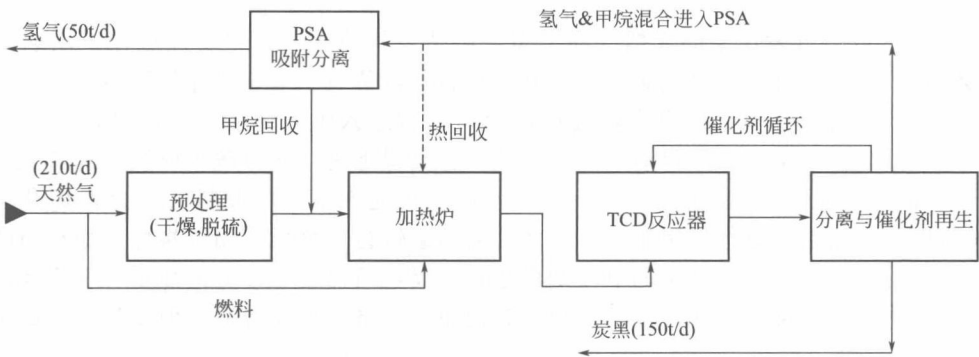 氢气(50t/d)
PSA
吸附分离
氢气&甲烷混合进入PSA
甲烷回收
热回收
催化剂循环
(210t/d)
天然气
预处理
(干燥,脱硫)
加热炉
TCD反应器
分离与催化剂再生
燃料
炭黑(150t/d)